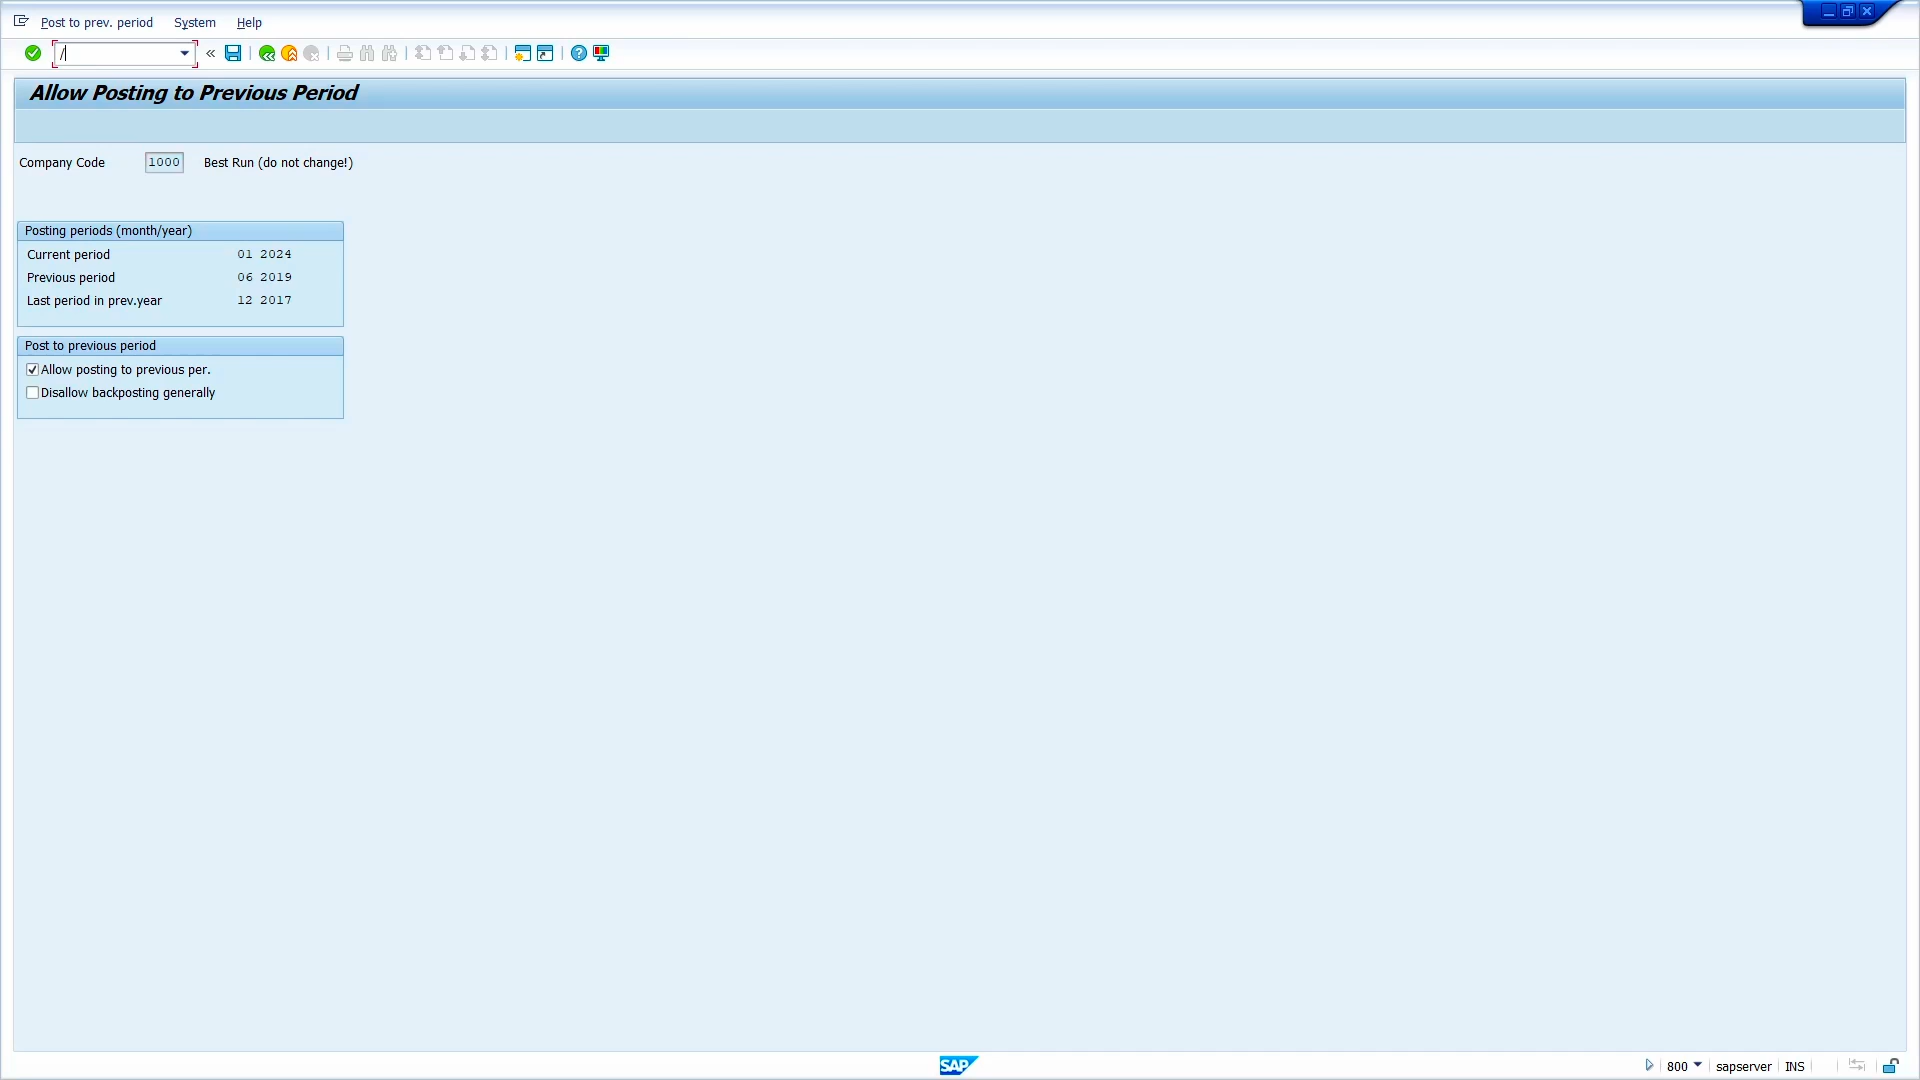 Post to prev. period System Help
/
Allow Posting to Previous Period
Company Code 1000 Best Run (do not change!)
Posting periods (month/year)
Current period 01 2024
Previous period 06 2019
Last period in prev.year 12 2017
Post to previous period
Allow posting to previous per.
Disallow backposting generally
SAP 800 sapserver INS